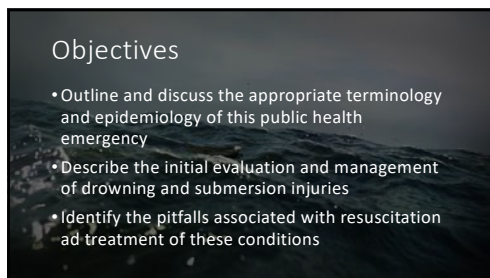 Objectives
•Outline and discuss the appropriate terminology
and epidemiology of this public health
emergency
•Describe the initial evaluation and management
of drowning and submersion injuries
•Identify the pitfalls associated with resuscitation
ad treatment of these conditions